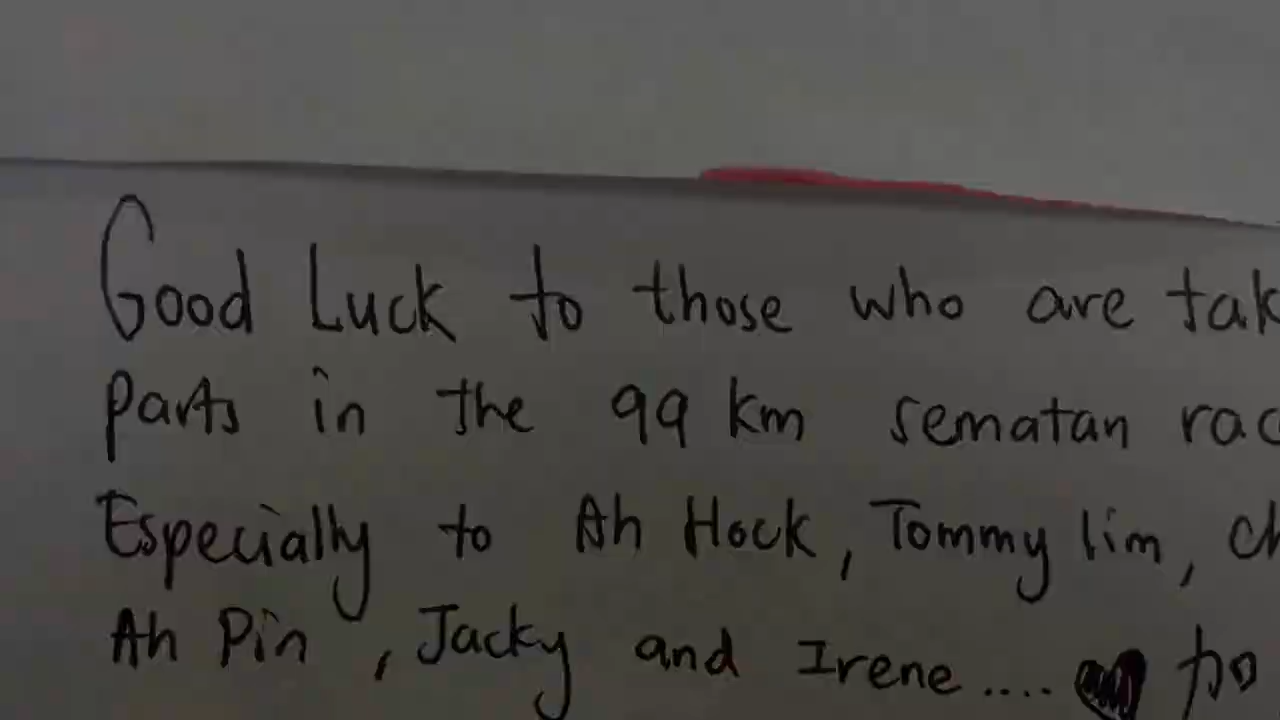 Good Luck to those who are tak
parts in the 99 km sematan rac
Especially to Ah Hock, Tommy lim, ch
Ah Pin, Jacky and Irene....